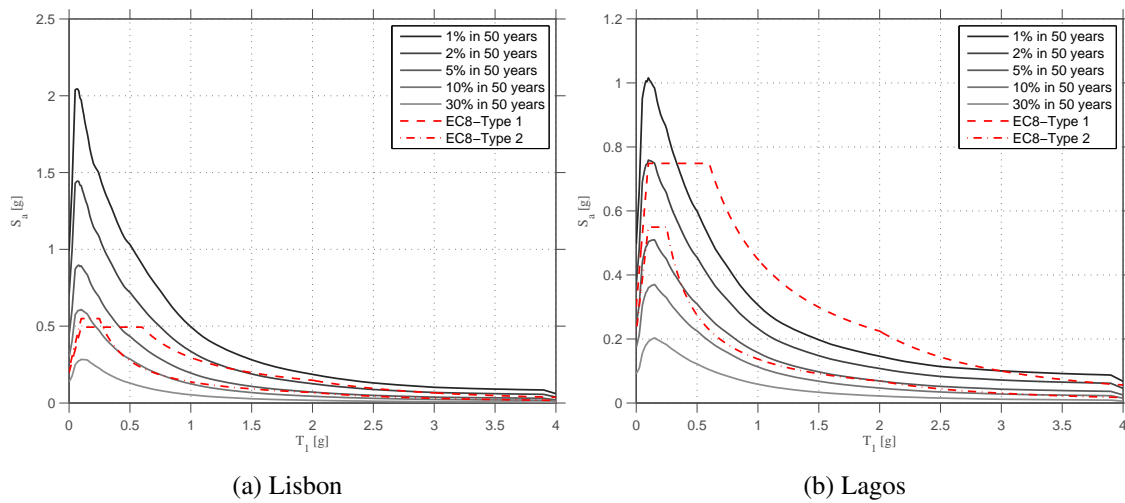 2.5
2
1.5
1
0.5
0
S_a [g]
0 0.5 1 1.5 2 2.5 3 3.5 4
T_1 [g]
1% in 50 years
2% in 50 years
5% in 50 years
10% in 50 years
30% in 50 years
EC8−Type 1
EC8−Type 2
(a) Lisbon
1.2
1
0.8
0.6
0.4
0.2
0
S_a [g]
0 0.5 1 1.5 2 2.5 3 3.5 4
T_1 [g]
1% in 50 years
2% in 50 years
5% in 50 years
10% in 50 years
30% in 50 years
EC8−Type 1
EC8−Type 2
(b) Lagos